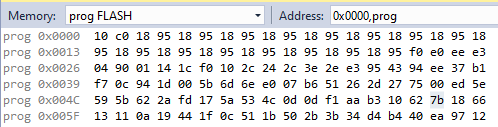 Memory: prog FLASH Address: 0x0000,prog
prog 0x0000 10 c0 18 95 18 95 18 95 18 95 18 95 18 95 18 95 18 95 18
prog 0x0013 95 18 95 18 95 18 95 18 95 18 95 18 95 18 95 f0 e0 ee e3
prog 0x0026 04 90 01 14 1c f0 10 2c 24 2c 3e 2e e3 95 43 94 ee 37 b1
prog 0x0039 f7 0c 94 1d 00 5b 6d 6e e0 07 b6 51 26 2d 27 75 00 ed 5e
prog 0x004C 59 5b 62 2a fd 17 5a 53 4c 0d 0d f1 aa b3 10 62 7b 18 66
prog 0x005F 13 11 0a 19 44 1f 0c 51 1b 50 2b 3b 34 d4 b4 40 ea 97 12